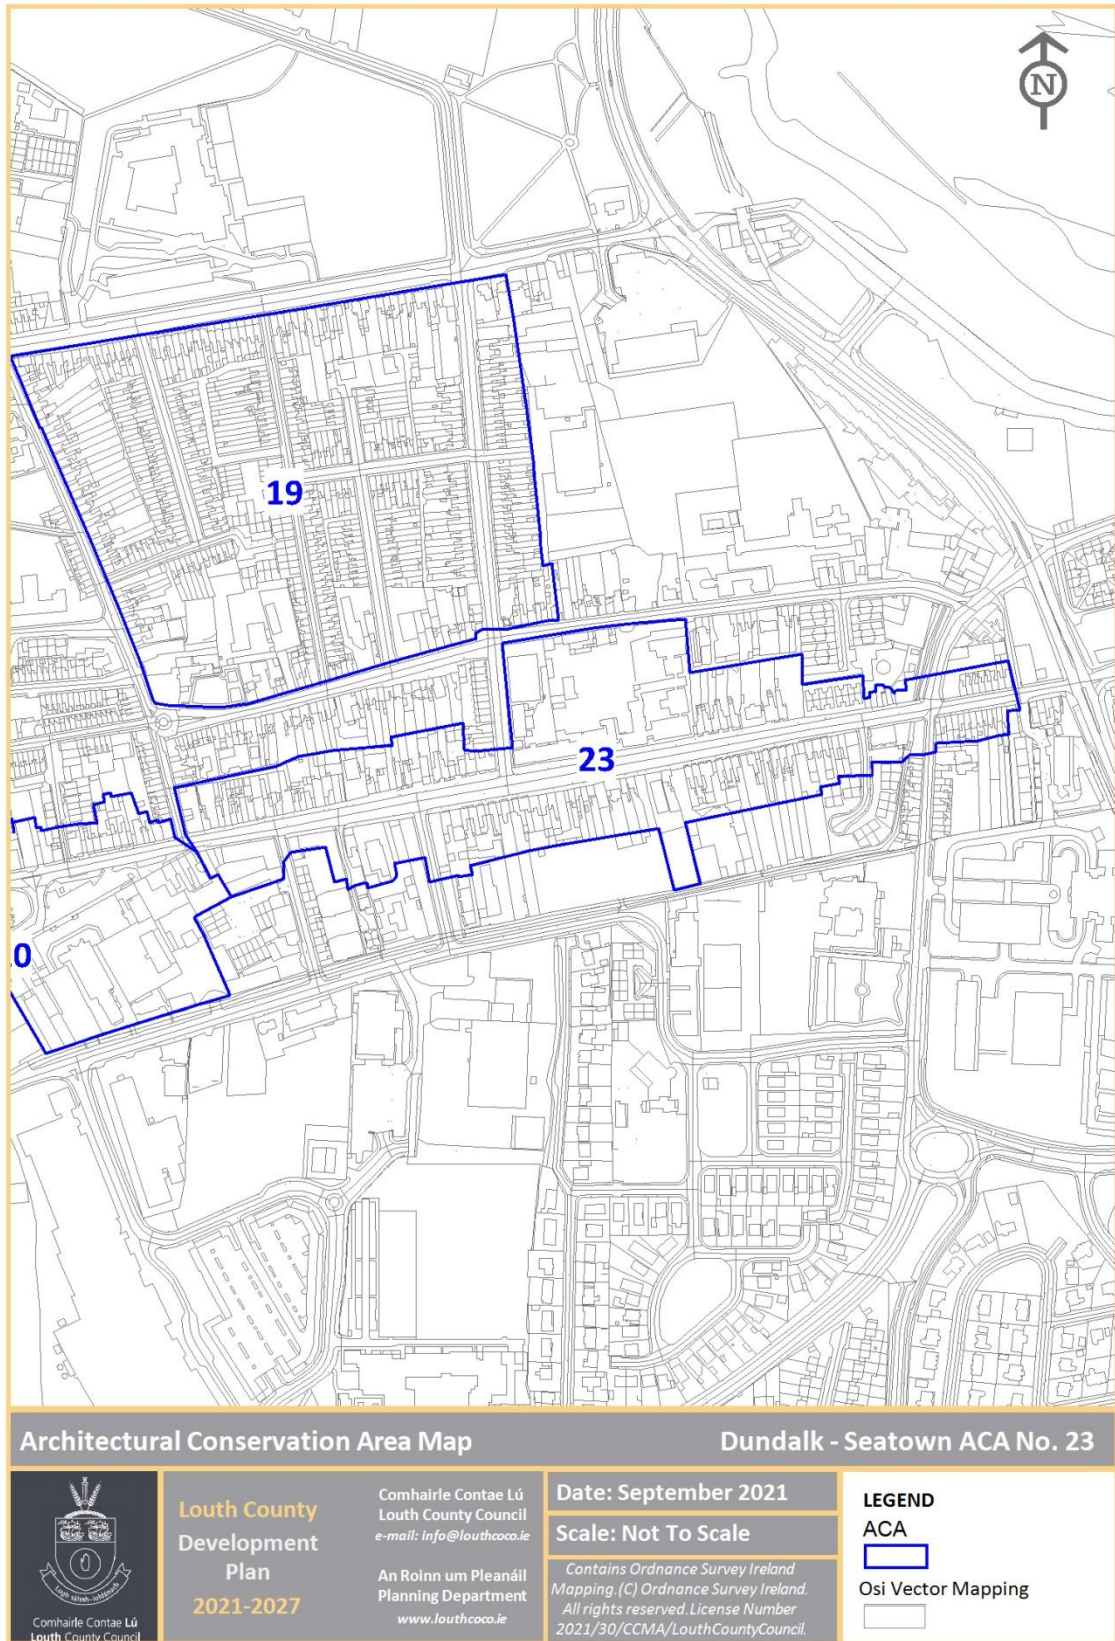 N
19
23
.0
Architectural Conservation Area Map
Dundalk - Seatown ACA No. 23
Comhairle Contae Lú
Louth County Council
Louth County
Development
Plan
2021-2027
Comhairle Contae Lú
Louth County Council
e-mail: info@louthcoco.ie
An Roinn um Pleanáil
Planning Department
www.louthcoco.ie
Date: September 2021
Scale: Not To Scale
Contains Ordnance Survey Ireland
Mapping.(C) Ordnance Survey Ireland.
All rights reserved.License Number
2021/30/CCMA/LouthCountyCouncil.
LEGEND
ACA
Osi Vector Mapping